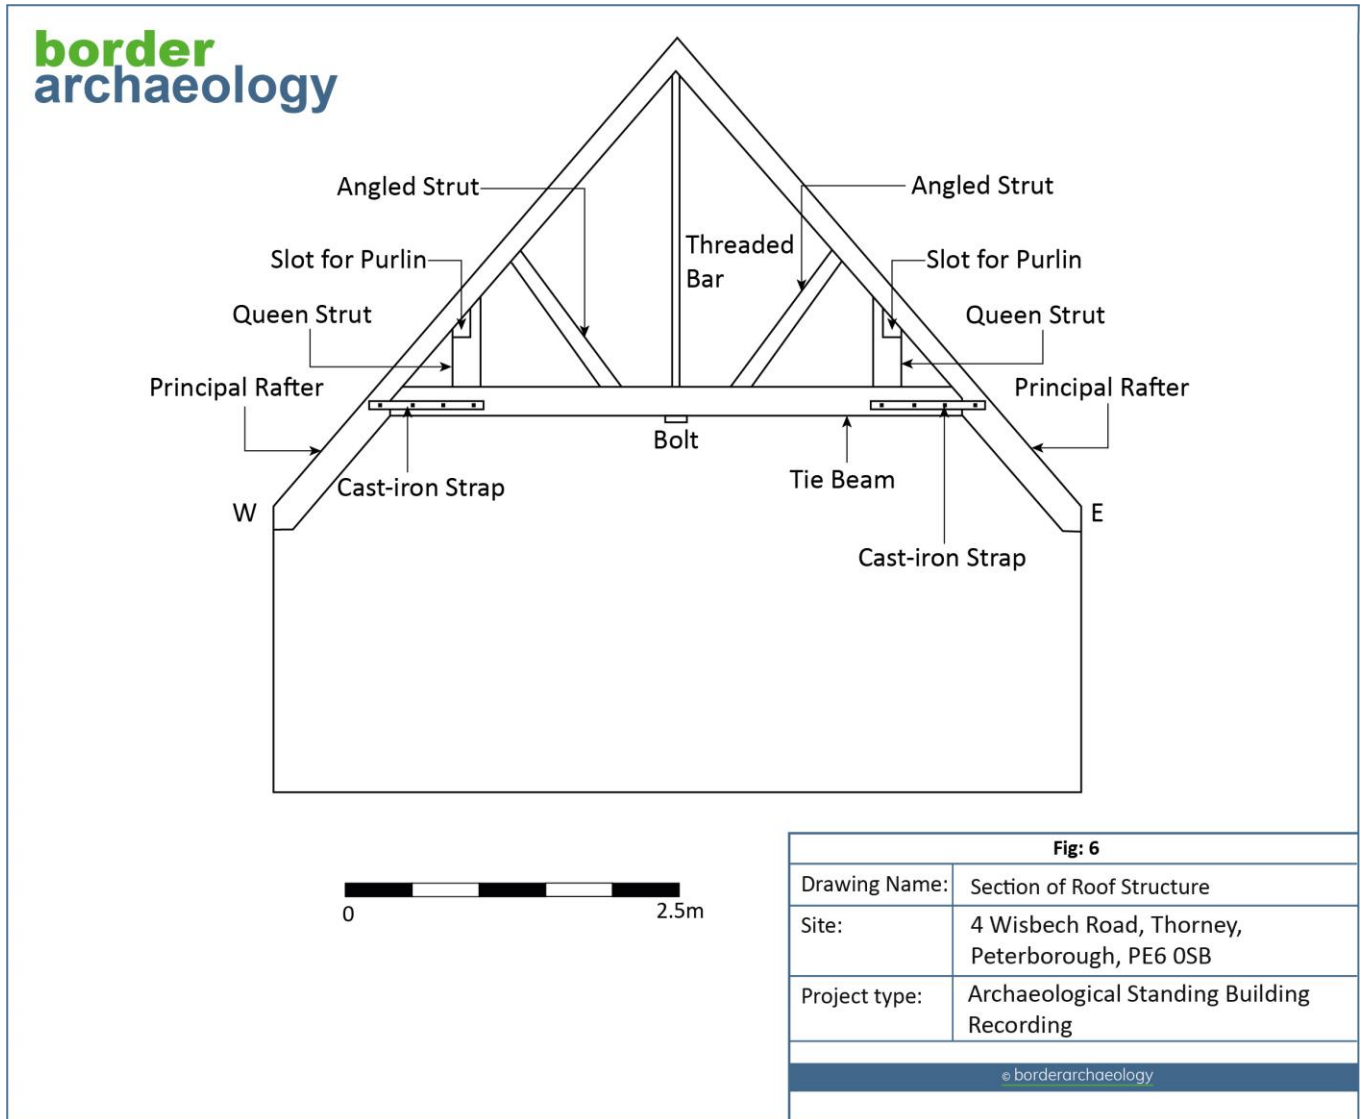 border
archaeology
Angled Strut
Angled Strut
Slot for Purlin
Threaded
Bar
Slot for Purlin
Queen Strut
Queen Strut
Principal Rafter
Principal Rafter
Bolt
Cast-iron Strap
Tie Beam
W
E
Cast-iron Strap
0
2.5m
Fig: 6
Drawing Name:
Section of Roof Structure
Site:
4 Wisbech Road, Thorney,
Peterborough, PE6 0SB
Project type:
Archaeological Standing Building
Recording
© borderarchaeology